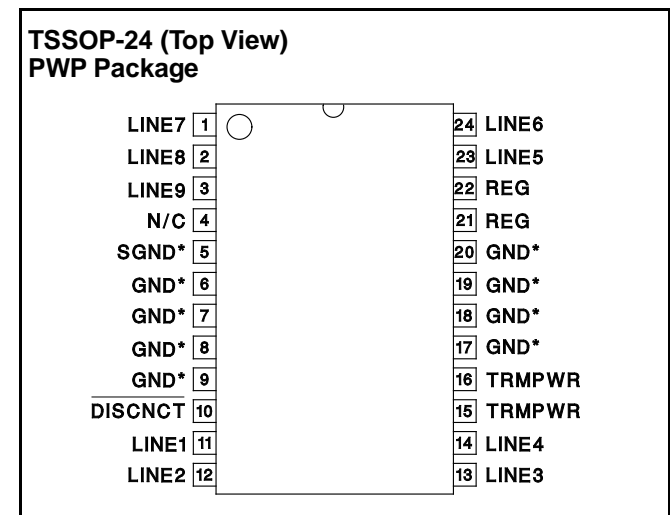 TSSOP-24 (Top View)
PWP Package
LINE7 1 24 LINE6
LINE8 2 23 LINE5
LINE9 3 22 REG
N/C 4 21 REG
SGND* 5 20 GND*
GND* 6 19 GND*
GND* 7 18 GND*
GND* 8 17 GND*
GND* 9 16 TRMPWR
DISCNCT 10 15 TRMPWR
LINE1 11 14 LINE4
LINE2 12 13 LINE3